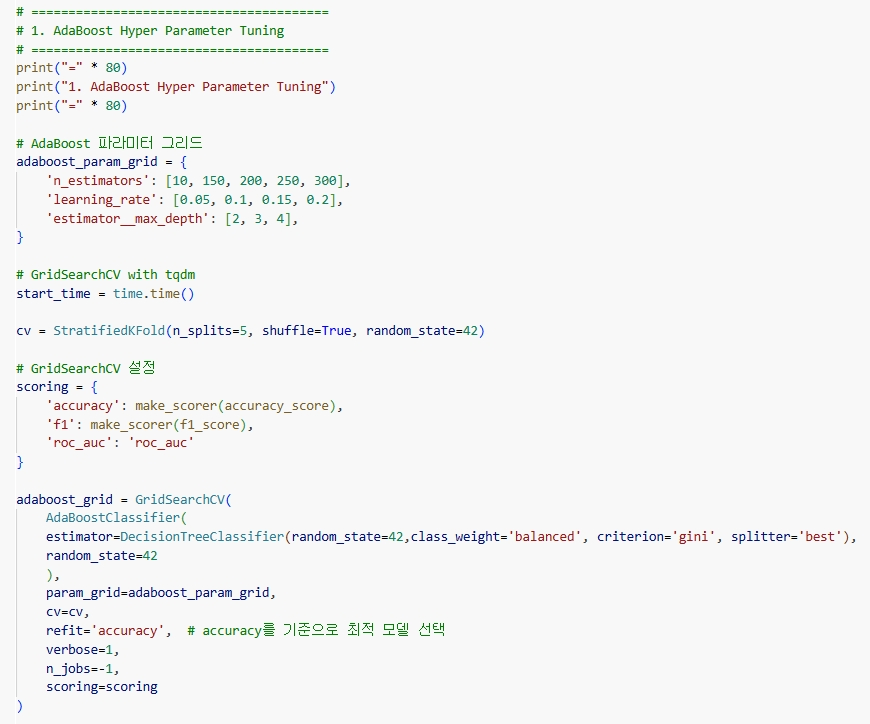 # =========================================
# 1. AdaBoost Hyper Parameter Tuning
# =========================================
print("=" * 80)
print("1. AdaBoost Hyper Parameter Tuning")
print("=" * 80)
# AdaBoost 파라미터 그리드
adaboost_param_grid = {
    'n_estimators': [10, 150, 200, 250, 300],
    'learning_rate': [0.05, 0.1, 0.15, 0.2],
    'estimator__max_depth': [2, 3, 4],
}
# GridSearchCV with tqdm
start_time = time.time()
cv = StratifiedKFold(n_splits=5, shuffle=True, random_state=42)
# GridSearchCV 설정
scoring = {
    'accuracy': make_scorer(accuracy_score),
    'f1': make_scorer(f1_score),
    'roc_auc': 'roc_auc'
}
adaboost_grid = GridSearchCV(
    AdaBoostClassifier(
    estimator=DecisionTreeClassifier(random_state=42,class_weight='balanced', criterion='gini', splitter='best'),
    random_state=42
    ),
    param_grid=adaboost_param_grid,
    cv=cv,
    refit='accuracy',  # accuracy를 기준으로 최적 모델 선택
    verbose=1,
    n_jobs=-1,
    scoring=scoring
)